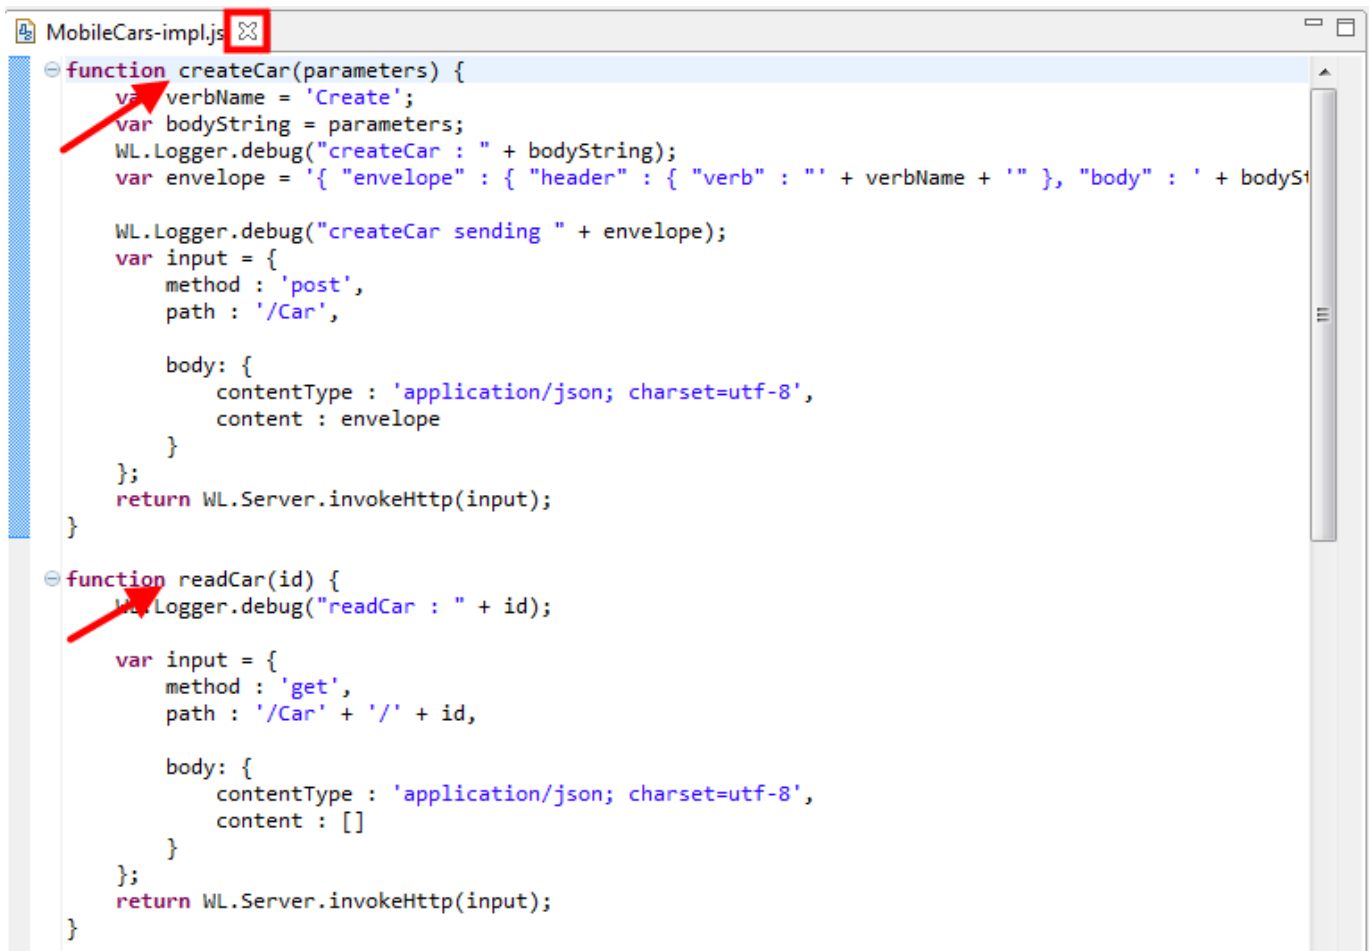 MobileCars-impl.js
function createCar(parameters) {
var verbName = 'Create';
var bodyString = parameters;
WL.Logger.debug("createCar : " + bodyString);
var envelope = '{ "envelope" : { "header" : { "verb" : "' + verbName + '" }, "body" : ' + bodySt
WL.Logger.debug("createCar sending " + envelope);
var input = {
method : 'post',
path : '/Car',
body: {
contentType : 'application/json; charset=utf-8',
content : envelope
}
};
return WL.Server.invokeHttp(input);
}
function readCar(id) {
WL.Logger.debug("readCar : " + id);
var input = {
method : 'get',
path : '/Car' + '/' + id,
body: {
contentType : 'application/json; charset=utf-8',
content : []
}
};
return WL.Server.invokeHttp(input);
}